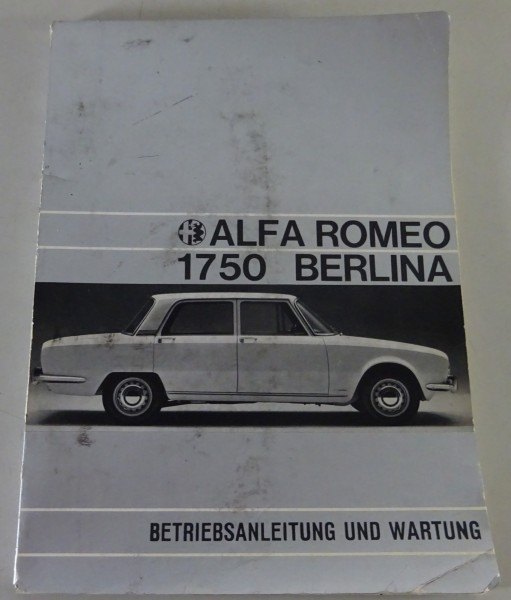 ALFA ROMEO
1750 BERLINA
BETRIEBSANLEITUNG UND WARTUNG